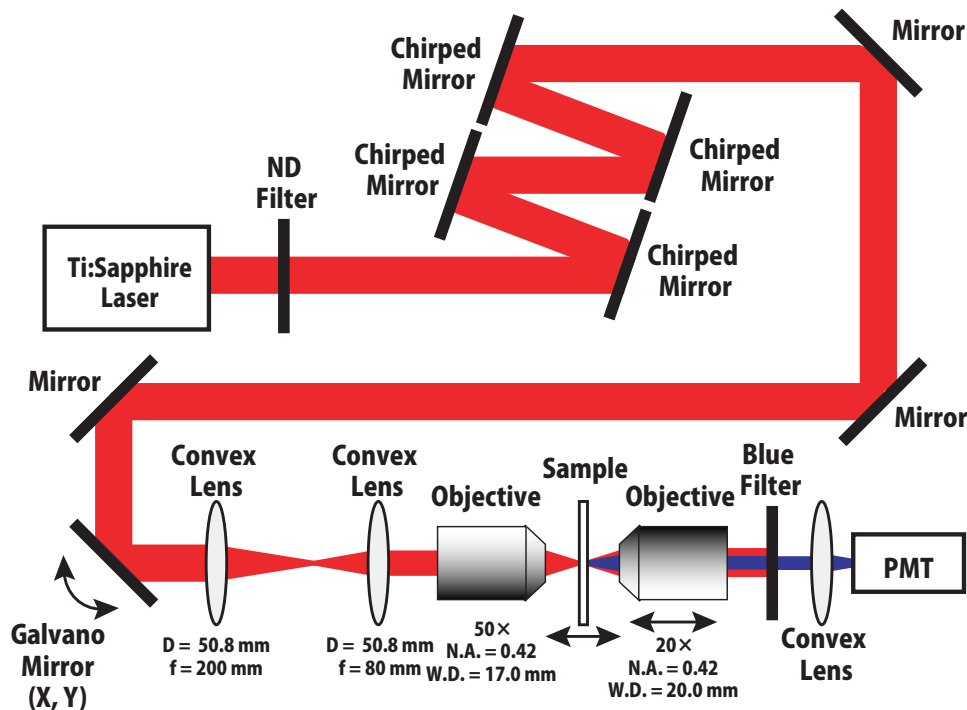 Chirped
Mirror
Mirror
ND
Filter
Chirped
Mirror
Chirped
Mirror
Ti:Sapphire
Laser
Chirped
Mirror
Mirror
Mirror
Convex
Lens
Convex
Lens
Objective
Sample
Objective
Blue
Filter
PMT
Galvano
Mirror
(X, Y)
D = 50.8 mm
f = 200 mm
D = 50.8 mm
f = 80 mm
50×
N.A. = 0.42
W.D. = 17.0 mm
20×
N.A. = 0.42
W.D. = 20.0 mm
Convex
Lens